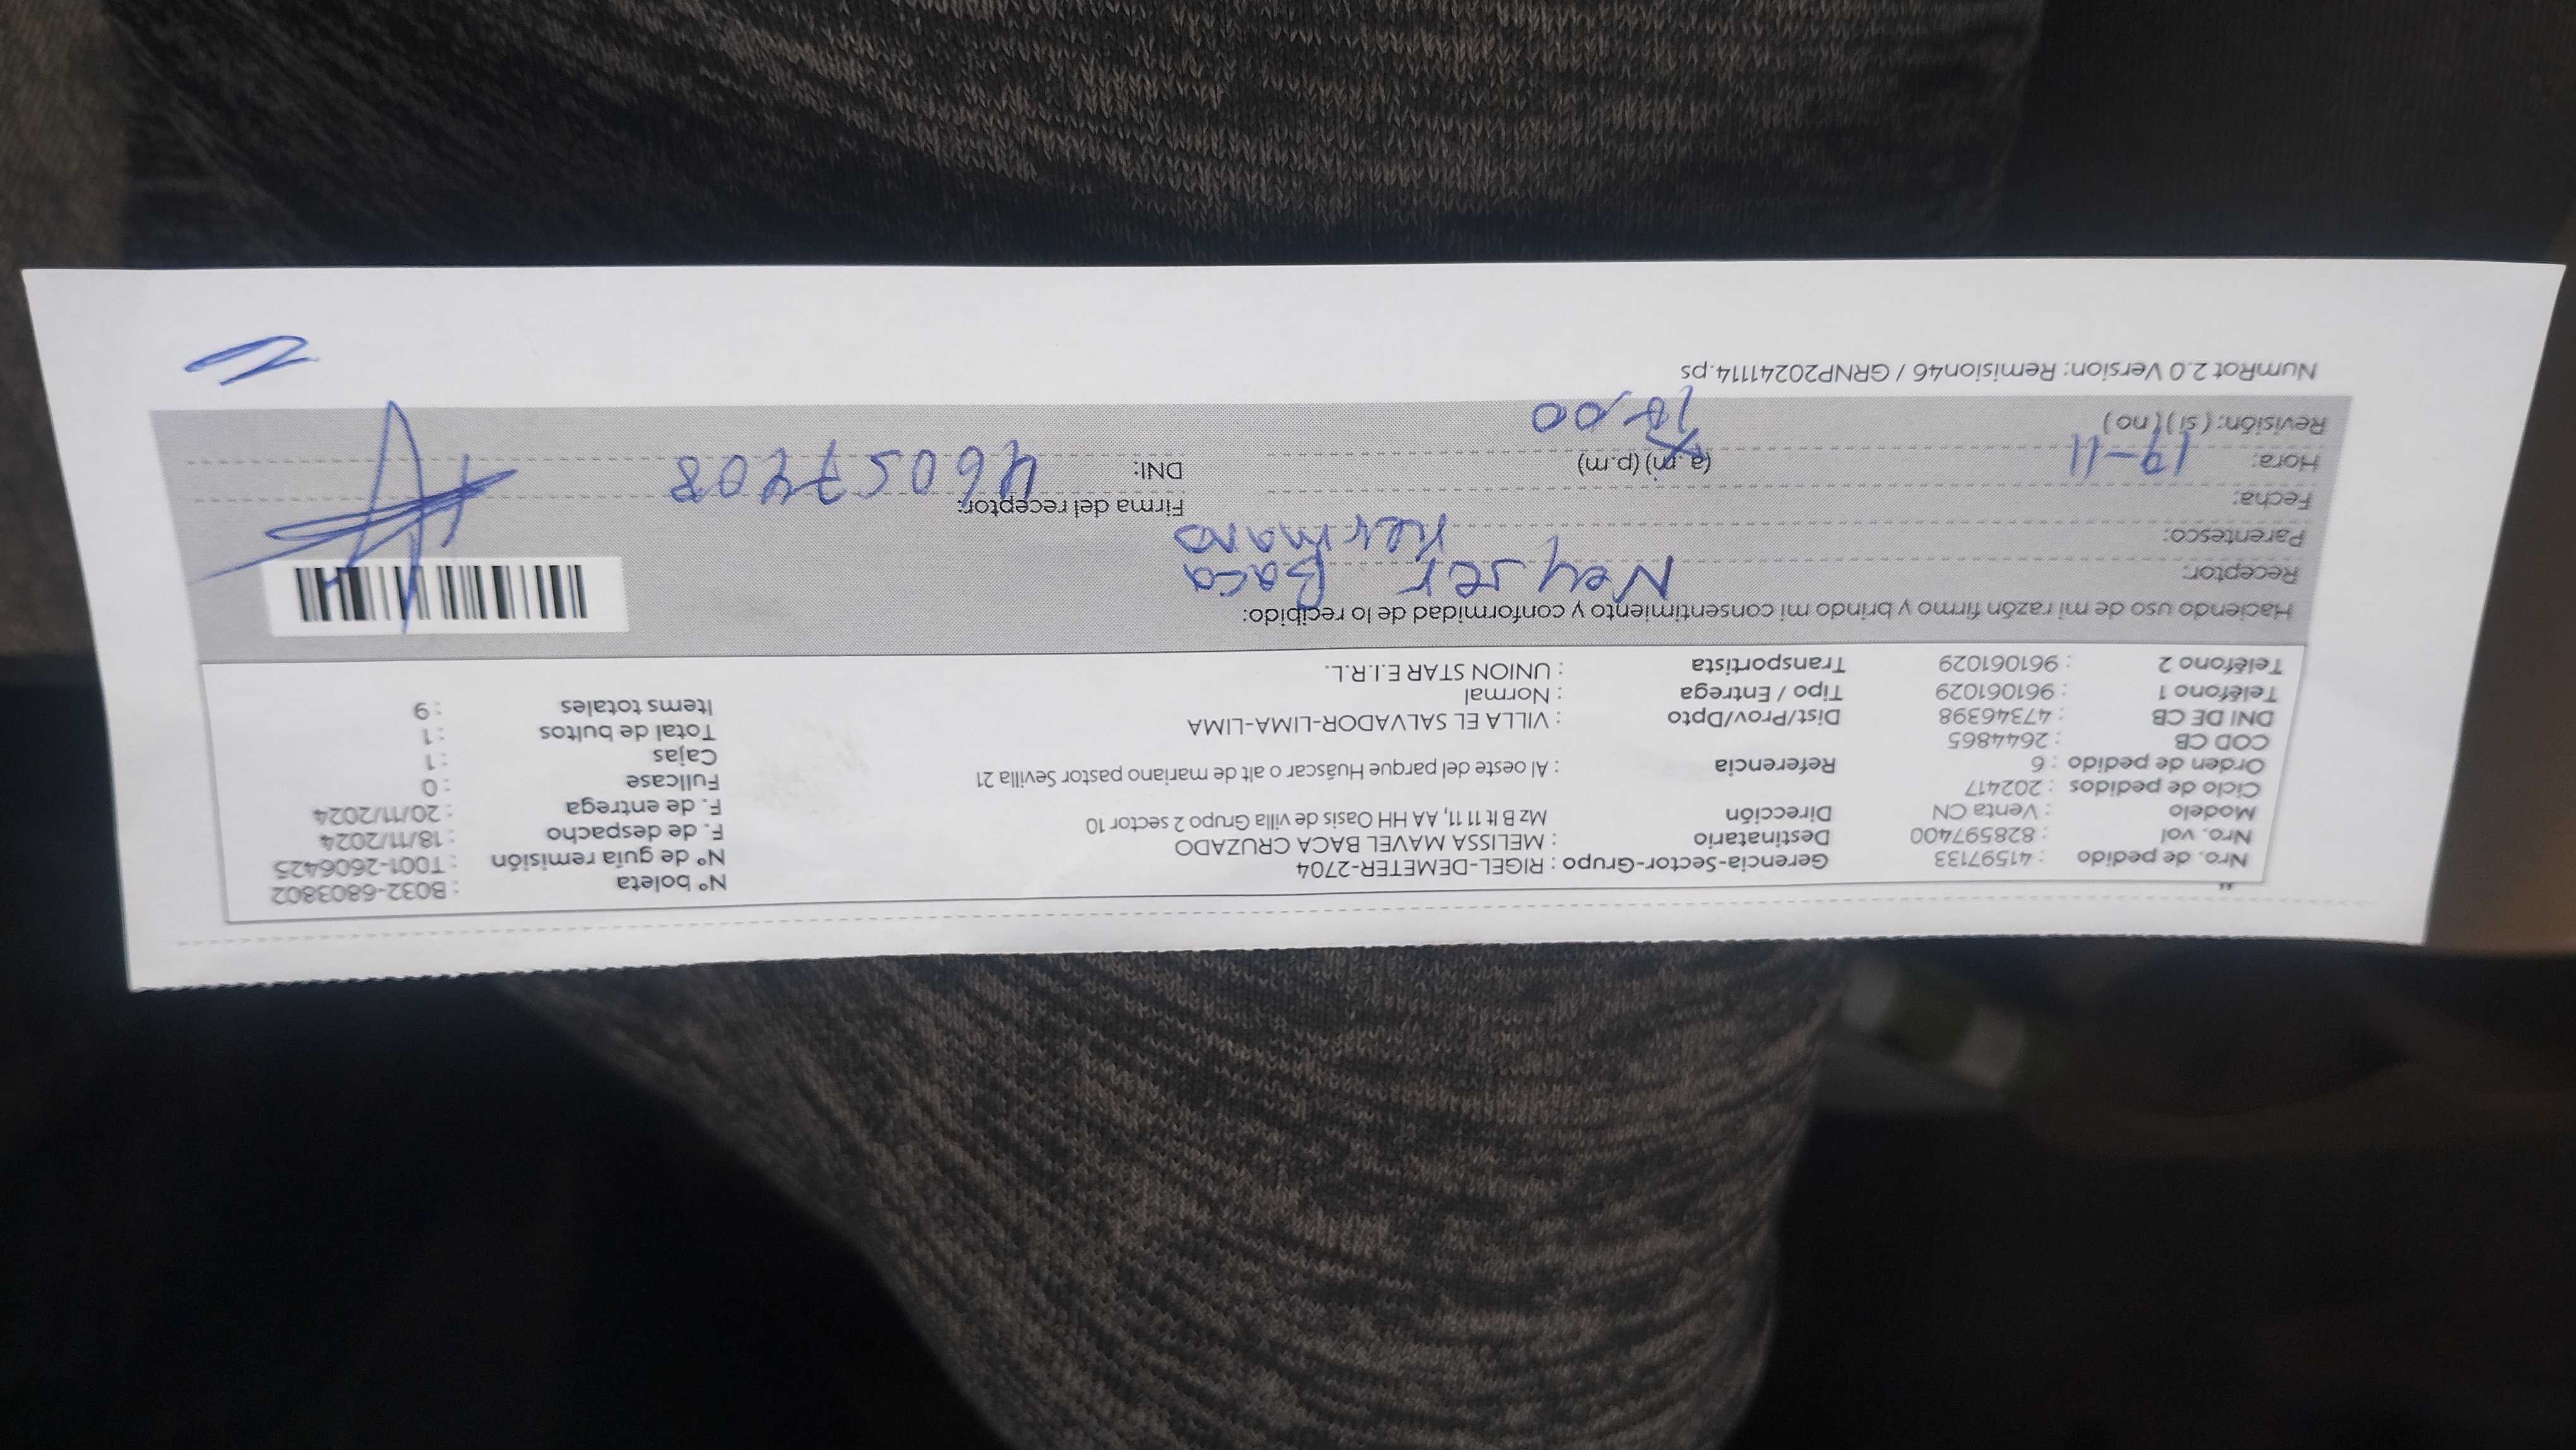 Nro. de pedido : 41597133 Gerencia-Sector-Grupo : RIGEL-DEMETER-2704 N° boleta : B032-6803802
Nro. vol : 828597400 Destinatario : MELISSA MAVEL BACA CRUZADO N° de guía remisión : T001-2606425
Modelo : Venta CN Dirección Mz B lt 11 11, AA HH Oasis de villa Grupo 2 sector 10 F. de despacho : 18/11/2024
Ciclo de pedidos : 202417 F. de entrega : 20/11/2024
Orden de pedido : 6 Referencia : Al oeste del parque Huáscar o alt de mariano pastor Sevilla 21 Fullcase : 0
COD CB : 2644865 Cajas : 1
DNI DE CB : 47346398 Dist/Prov/Dpto : VILLA EL SALVADOR-LIMA-LIMA Total de bultos : 1
Teléfono 1 : 961061029 Tipo / Entrega : Normal Items totales : 9
Teléfono 2 : 961061029 Transportista : UNION STAR E.I.R.L.
Haciendo uso de mi razón firmo y brindo mi consentimiento y conformidad de lo recibido:
Receptor: Neyser Baca
Parentesco: Hermano
Fecha: Firma del receptor:
Hora: 19-11 (a.m) (p.m) DNI: 46057408
Revisión: (si) (no)
NumRot 2.0 Version: Remision46 / GRNP20241114.ps